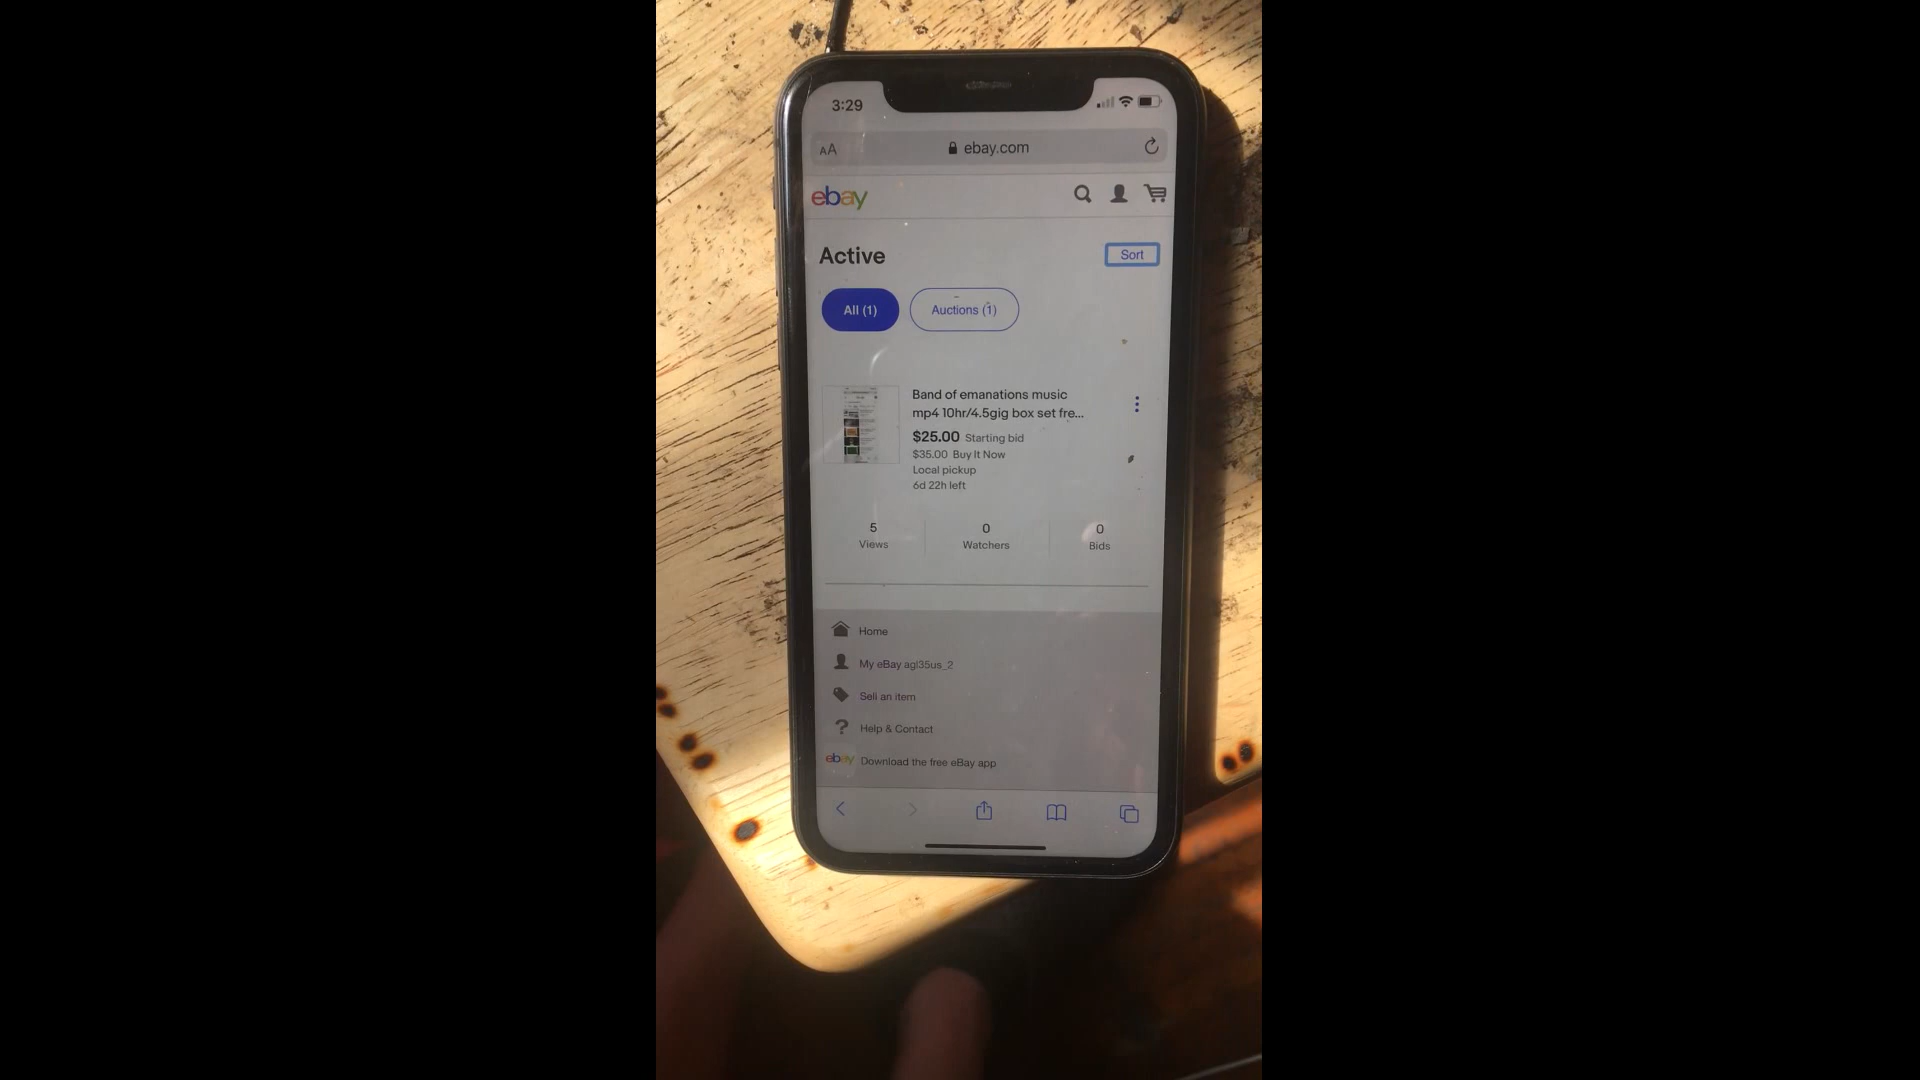 3:29
AA ebay.com
ebay
Active
Sort
All (1)
Auctions (1)
Band of emanations music
mp4 10hr/4.5gig box set fre...
$25.00 Starting bid
$35.00 Buy It Now
Local pickup
6d 22h left
5
Views
0
Watchers
0
Bids
Home
My eBay agl35us_2
Sell an item
? Help & Contact
ebay Download the free eBay app